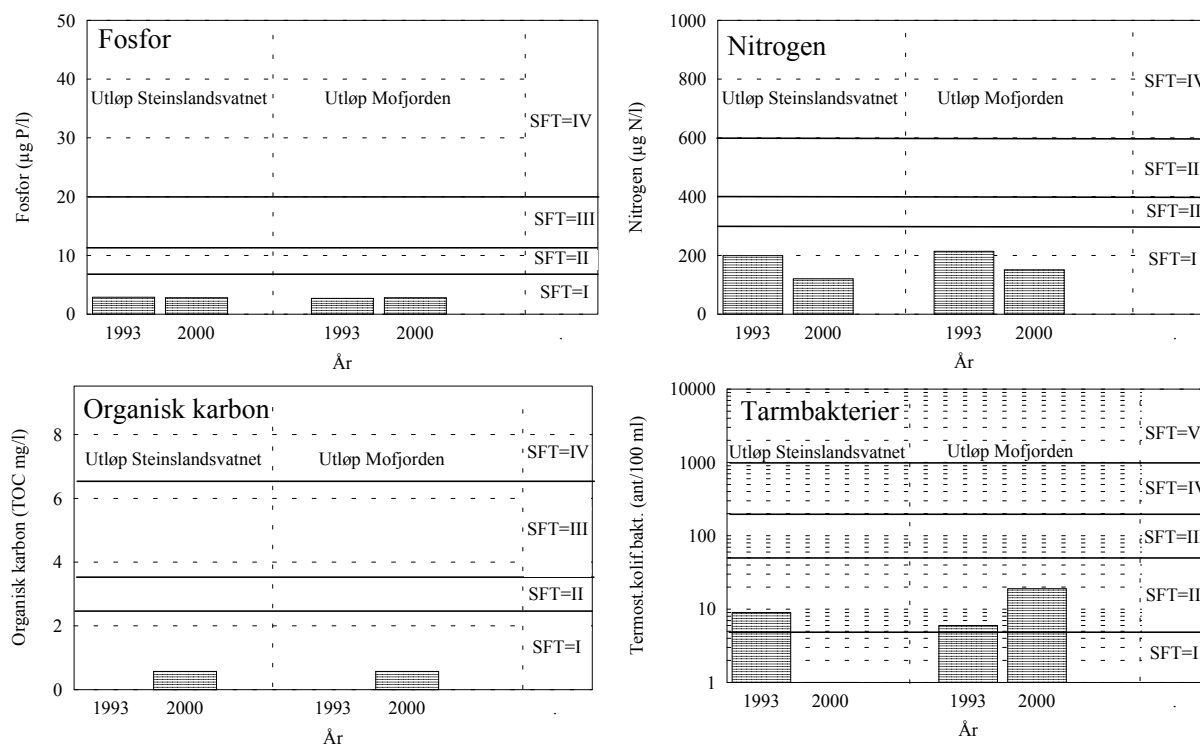 Fosfor
Fosfor (µg P/l)
50
40
30
20
10
0
Utløp Steinslandsvatnet
Utløp Mofjorden
SFT=IV
SFT=III
SFT=II
SFT=I
1993 2000 1993 2000 .
År
Nitrogen
Nitrogen (µg N/l)
1000
800
600
400
200
0
Utløp Steinslandsvatnet
Utløp Mofjorden
SFT=IV
SFT=III
SFT=II
SFT=I
1993 2000 1993 2000 .
År
Organisk karbon
Organisk karbon (TOC mg/l)
8
6
4
2
0
Utløp Steinslandsvatnet
Utløp Mofjorden
SFT=IV
SFT=III
SFT=II
SFT=I
1993 2000 1993 2000 .
År
Tarmbakterier
Termost.kolif.bakt. (ant/100 ml)
10000
1000
100
10
1
Utløp Steinslandsvatnet
Utløp Mofjorden
SFT=V
SFT=IV
SFT=III
SFT=II
SFT=I
1993 2000 1993 2000 .
År